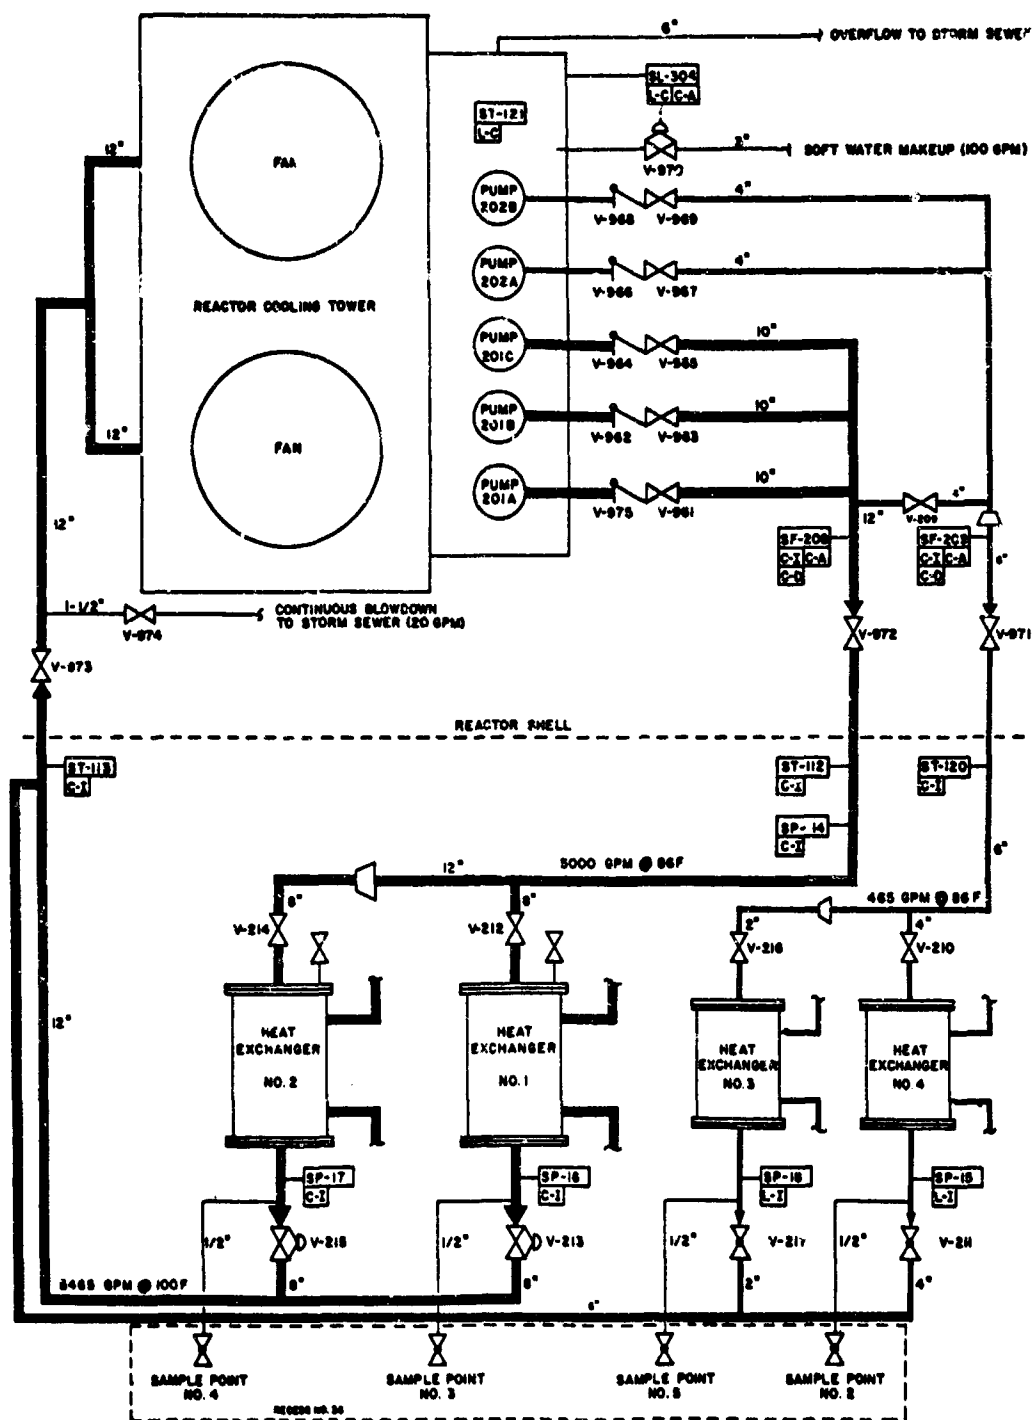 6"
OVERFLOW TO STORM SEWER
SL-304
L-C C-A
ST-121
L-C
12"
FAN
2"
SOFT WATER MAKEUP (100 GPM)
V-970
PUMP
202B
4"
V-968 V-969
PUMP
202A
4"
V-966 V-967
REACTOR COOLING TOWER
PUMP
201C
10"
V-964 V-965
PUMP
201B
10"
V-962 V-963
12"
FAN
PUMP
201A
10"
V-975 V-961
12"
4"
V-209
12"
SF-208
C-I C-A
C-D
C-I C-A
C-D
6"
1-1/2"
CONTINUOUS BLOWDOWN
TO STORM SEWER (20 GPM)
V-974
V-972
V-971
V-973
REACTOR SHELL
ST-113
C-I
ST-112
C-I
ST-120
C-I
SP-14
C-I
6"
12"
5000 GPM @ 86F
465 GPM @ 86F
8"
8"
2"
4"
V-214
V-212
V-216
V-210
12"
HEAT
EXCHANGER
NO. 2
HEAT
EXCHANGER
NO. 1
HEAT
EXCHANGER
NO. 3
HEAT
EXCHANGER
NO. 4
SP-17
C-I
SP-16
C-I
L-I
SP-15
L-I
1/2"
V-215
1/2"
V-213
1/2"
V-217
1/2"
V-211
5465 GPM @ 100F
8"
8"
2"
4"
6"
SAMPLE POINT
NO. 4
SAMPLE POINT
NO. 3
SAMPLE POINT
NO. 5
SAMPLE POINT
NO. 2
RECESS NO.